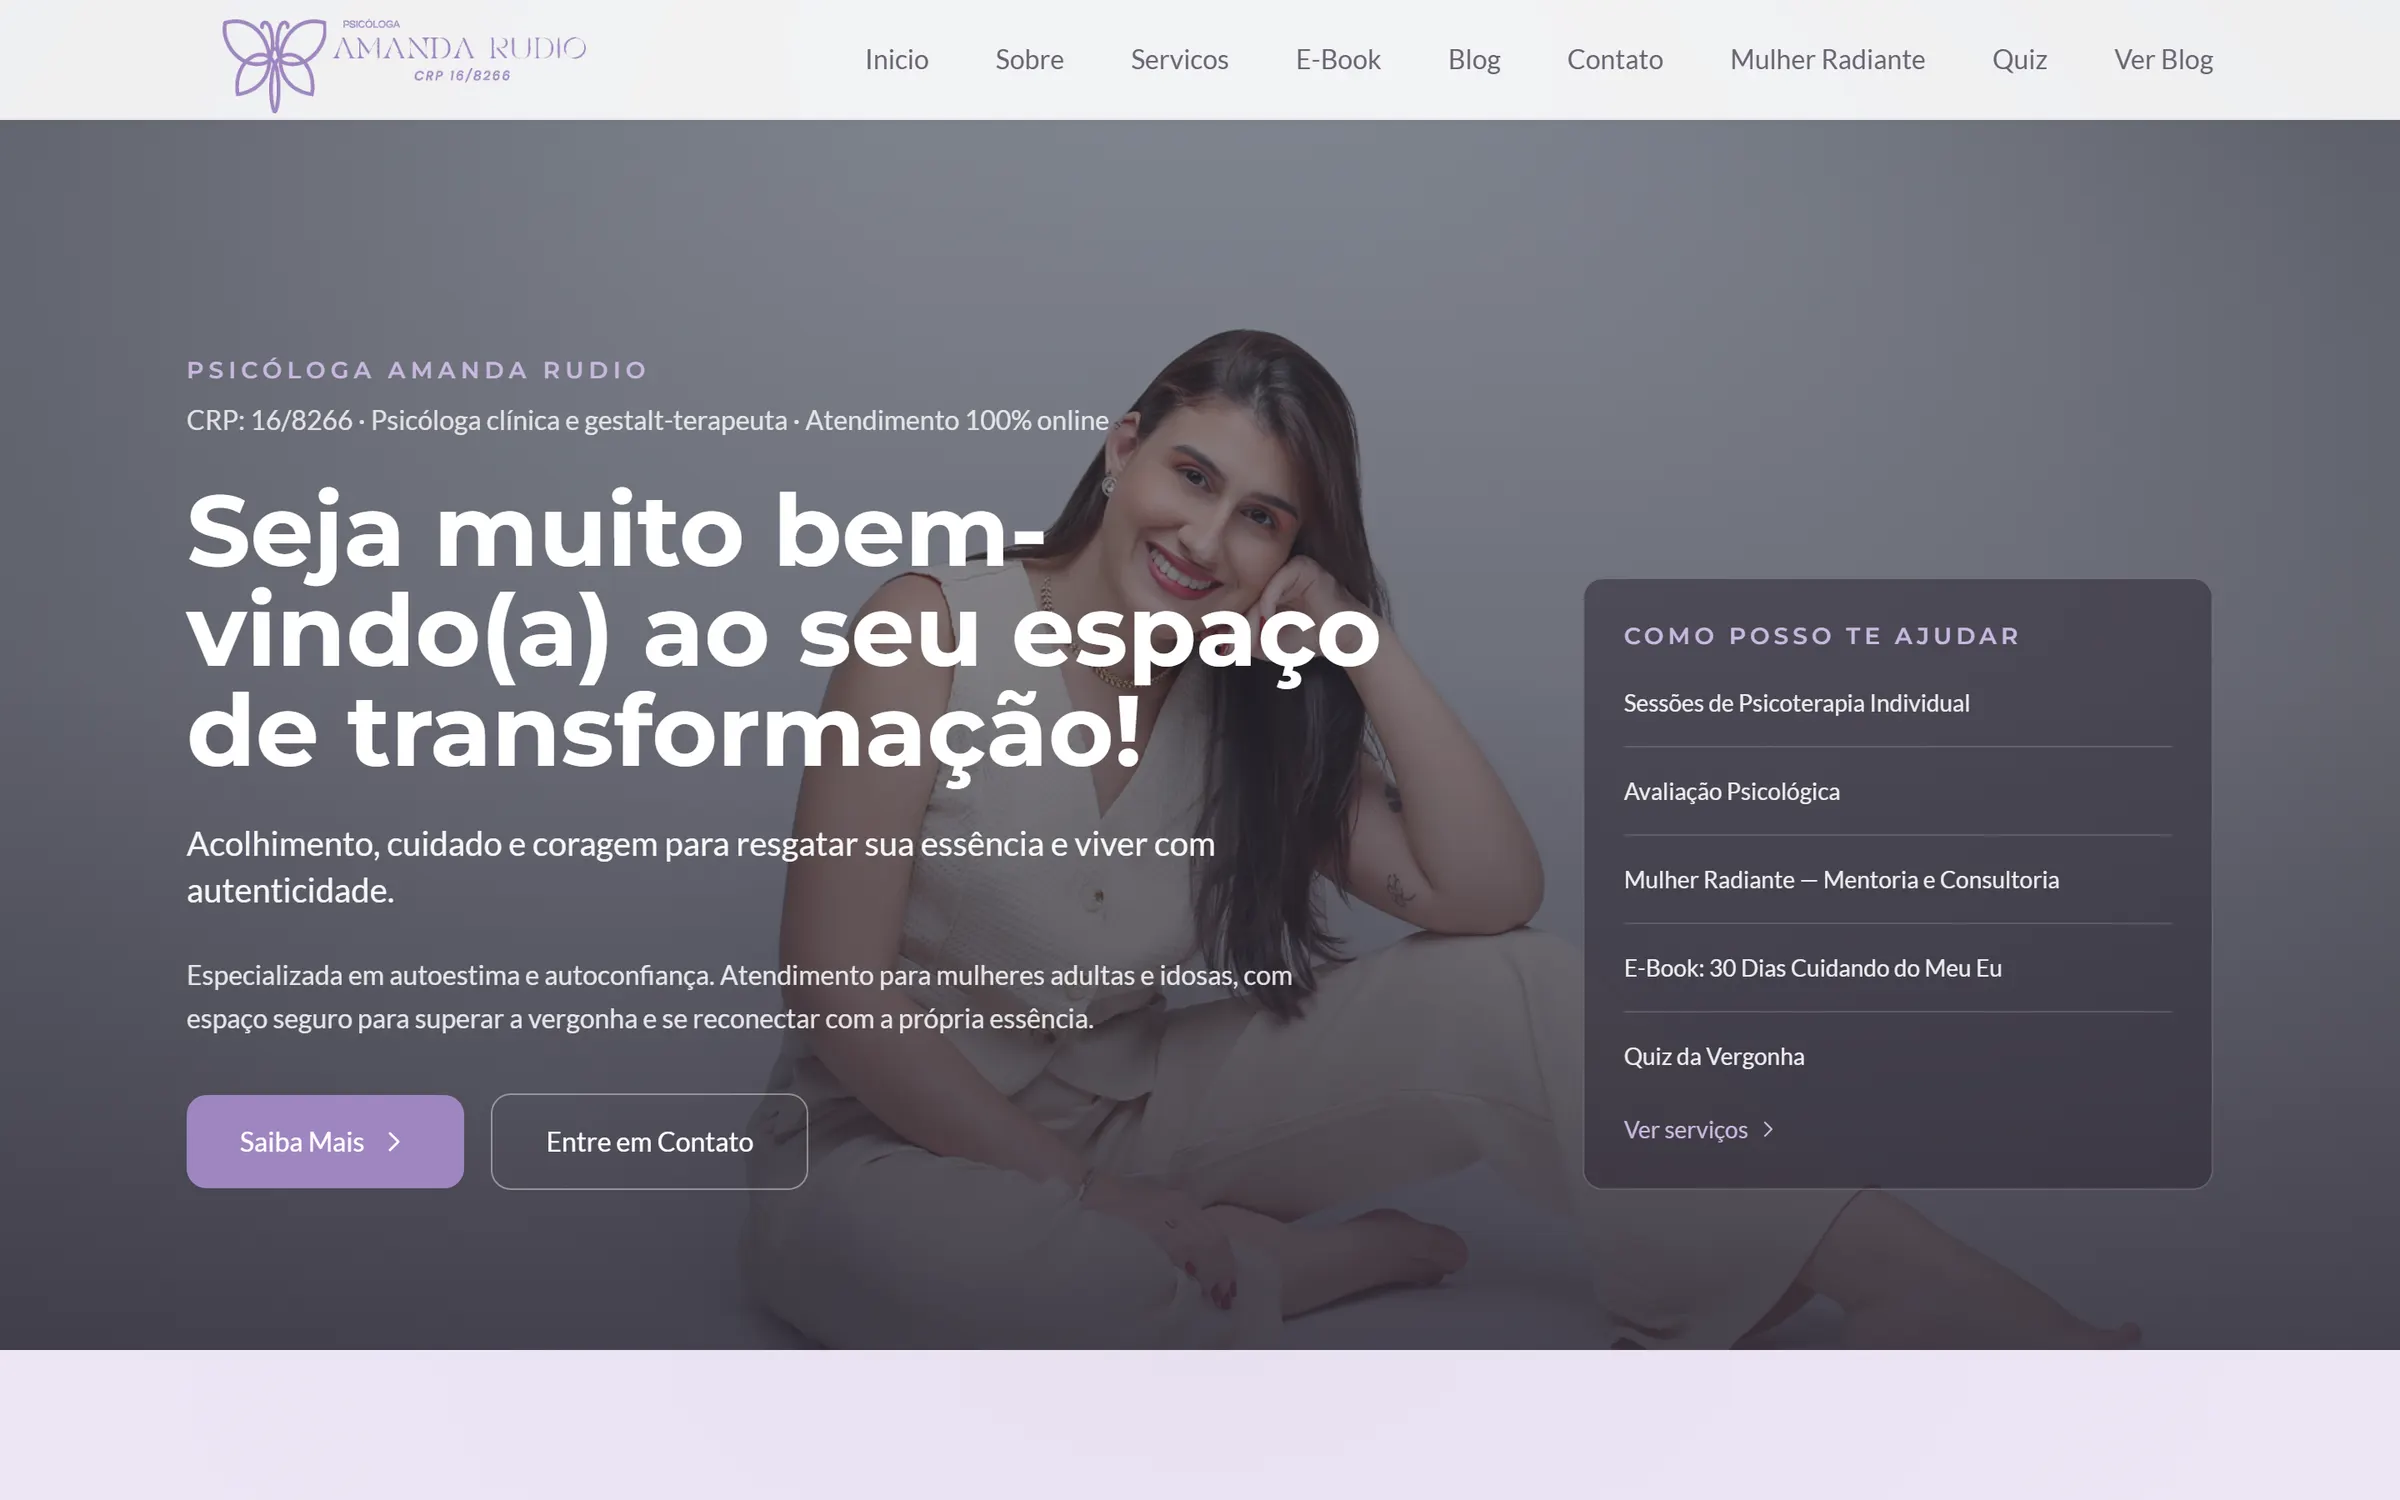 PSICÓLOGA
AMANDA RUDIO
CRP 16/8266
Inicio
Sobre
Servicos
E-Book
Blog
Contato
Mulher Radiante
Quiz
Ver Blog
PSICÓLOGA AMANDA RUDIO
CRP: 16/8266 · Psicóloga clínica e gestalt-terapeuta · Atendimento 100% online
Seja muito bem-
vindo(a) ao seu espaço
de transformação!
Acolhimento, cuidado e coragem para resgatar sua essência e viver com
autenticidade.
Especializada em autoestima e autoconfiança. Atendimento para mulheres adultas e idosas, com
espaço seguro para superar a vergonha e se reconectar com a própria essência.
Saiba Mais
Entre em Contato
COMO POSSO TE AJUDAR
Sessões de Psicoterapia Individual
Avaliação Psicológica
Mulher Radiante — Mentoria e Consultoria
E-Book: 30 Dias Cuidando do Meu Eu
Quiz da Vergonha
Ver serviços